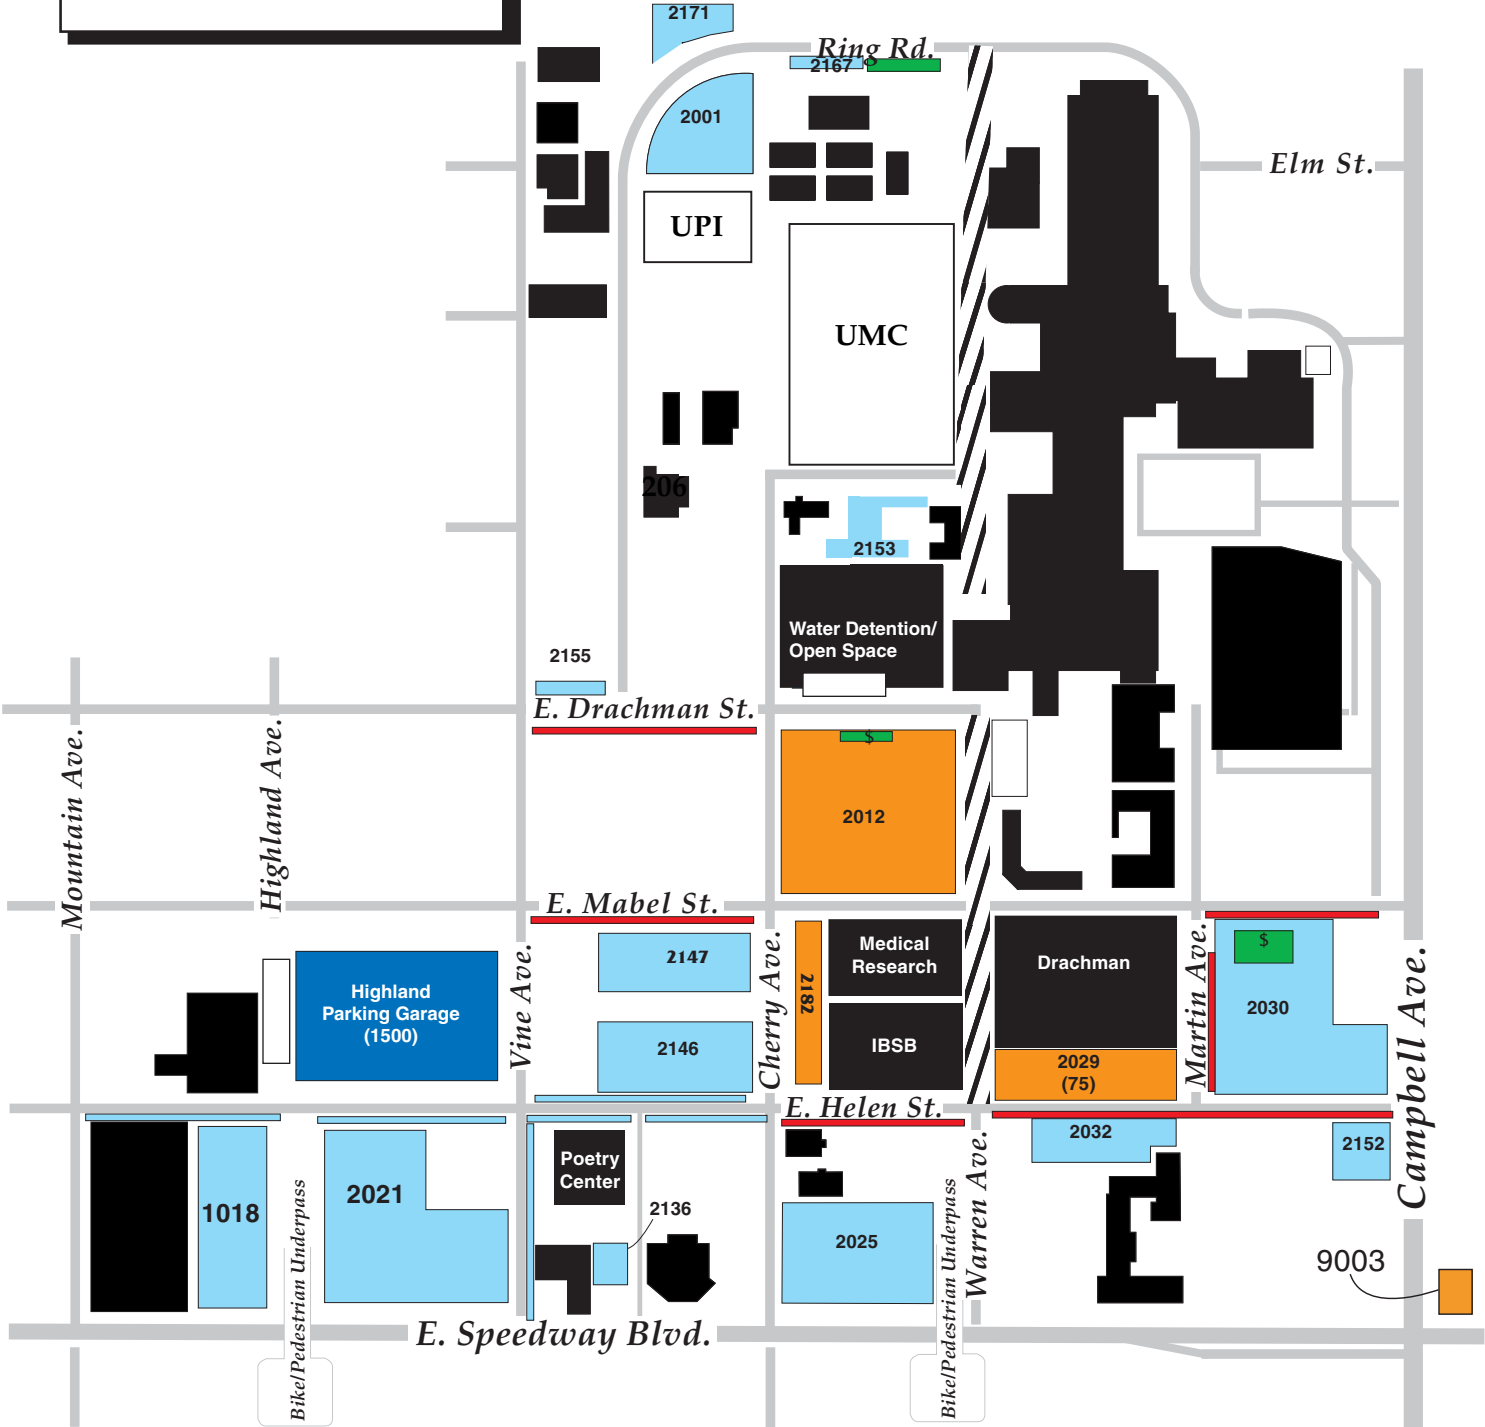 2171
Ring Rd.
2167
2001
Elm St.
UPI
UMC
206
2153
Water Detention/
Open Space
2155
E. Drachman St.
$
2012
Mountain Ave.
Highland Ave.
E. Mabel St.
2147
Medical
Research
Drachman
$
2030
Highland
Parking Garage
(1500)
Vine Ave.
2146
Cherry Ave.
2182
IBSB
2029
(75)
Martin Ave.
Campbell Ave.
E. Helen St.
2032
2152
Poetry
Center
1018
2021
2136
2025
Warren Ave.
Bike/Pedestrian Underpass
Bike/Pedestrian Underpass
9003
E. Speedway Blvd.